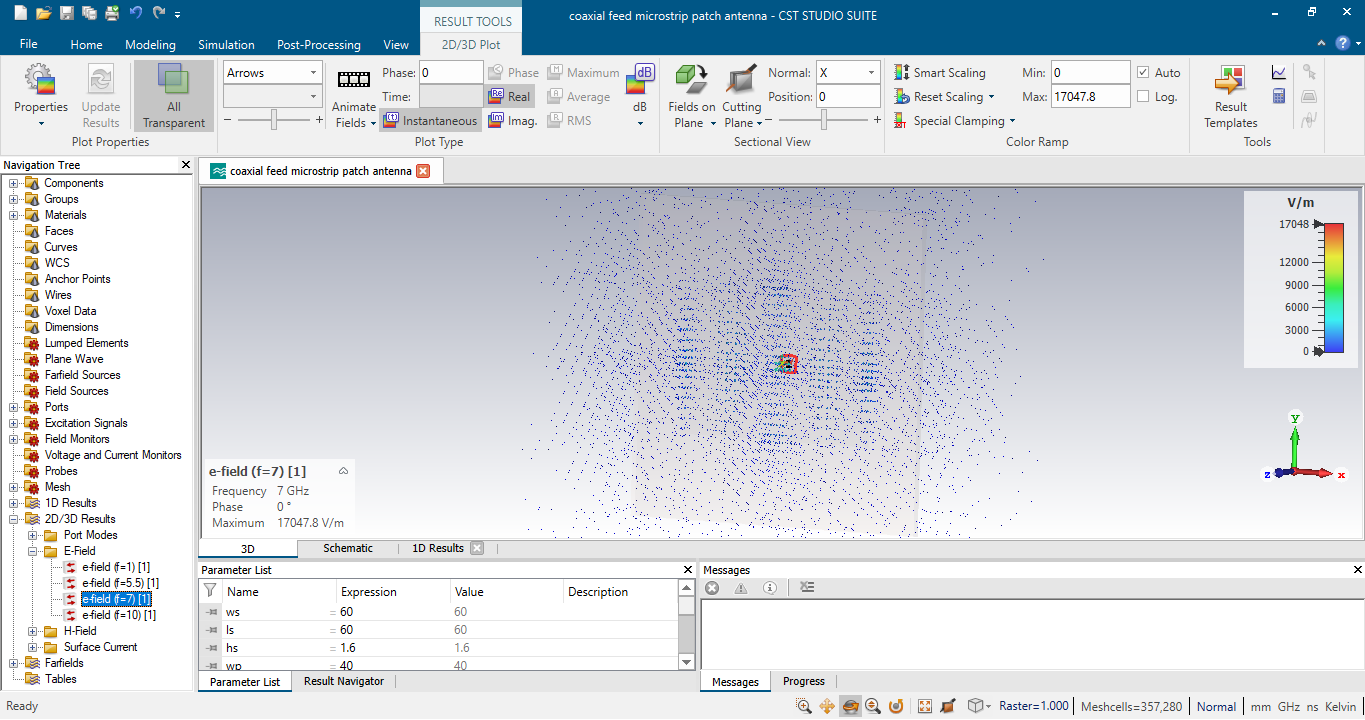 RESULT TOOLS
coaxial feed microstrip patch antenna - CST STUDIO SUITE
File Home Modeling Simulation Post-Processing View 2D/3D Plot
Properties
Update Results
All Transparent
Plot Properties
Arrows
Animate Fields
Phase: 0
Time:
Instantaneous
Phase
Real
Imag.
Maximum
Average
RMS
dB
dB
Plot Type
Fields on Plane
Cutting Plane
Normal: X
Position: 0
Sectional View
Smart Scaling
Reset Scaling
Special Clamping
Min: 0
Max: 17047.8
Auto
Log.
Color Ramp
Result Templates
Tools
Navigation Tree
Components
Groups
Materials
Faces
Curves
WCS
Anchor Points
Wires
Voxel Data
Dimensions
Lumped Elements
Plane Wave
Farfield Sources
Field Sources
Ports
Excitation Signals
Field Monitors
Voltage and Current Monitors
Probes
Mesh
1D Results
2D/3D Results
Port Modes
E-Field
e-field (f=1) [1]
e-field (f=5.5) [1]
e-field (f=7) [1]
e-field (f=10) [1]
H-Field
Surface Current
Farfields
Tables
coaxial feed microstrip patch antenna
V/m
17048
12000
9000
6000
3000
0
y
z
x
e-field (f=7) [1]
Frequency 7 GHz
Phase 0 °
Maximum 17047.8 V/m
3D Schematic 1D Results
Parameter List
Name Expression Value Description
ws = 60 60
ls = 60 60
hs = 1.6 1.6
wp = 40 40
Parameter List Result Navigator
Messages
Messages Progress
Ready
Raster=1.000 Meshcells=357,280 Normal mm GHz ns Kelvin